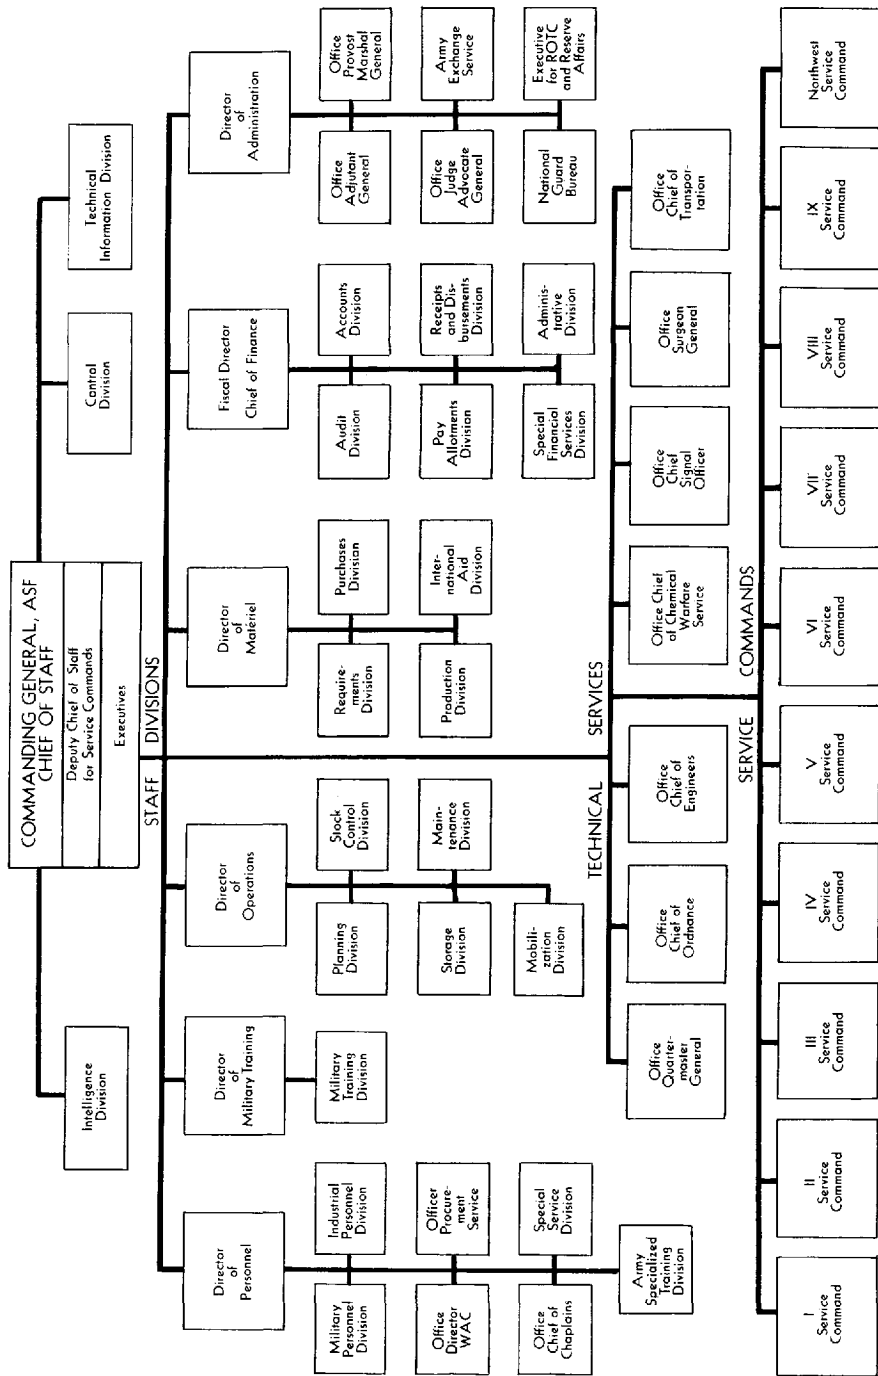 COMMANDING GENERAL, ASF
CHIEF OF STAFF
Deputy Chief of Staff
for Service Commands
Executives
Intelligence
Division
Control
Division
Technical
Information Division
STAFF DIVISIONS
Director
of
Personnel
Military
Personnel
Division
Industrial
Personnel
Division
Office
Director
WAC
Officer
Procure-
ment
Service
Office
Chief of
Chaplains
Special
Service
Division
Army
Specialized
Training
Division
Director
of
Military Training
Military
Training
Division
Director
of
Operations
Planning
Division
Stock
Control
Division
Storage
Division
Main-
tenance
Division
Mobili-
zation
Division
Director
of
Matériel
Require-
ments
Division
Purchases
Division
Production
Division
Inter-
national
Aid
Division
Fiscal Director
Chief of Finance
Audit
Division
Accounts
Division
Pay
Allotments
Division
Receipts
and Dis-
bursements
Division
Special
Financial
Services
Division
Adminis-
trative
Division
Director
of
Administration
Office
Adjutant
General
Office
Provost
Marshal
General
Office
Judge
Advocate
General
Army
Exchange
Service
National
Guard
Bureau
Executive
for ROTC
and Reserve
Affairs
TECHNICAL SERVICES
Office
Quarter-
master
General
Office
Chief of
Ordnance
Office
Chief of
Engineers
Office Chief
of Chemical
Warfare
Service
Office
Chief
Signal
Officer
Office
Surgeon
General
Office
Chief of
Transpor-
tation
SERVICE COMMANDS
I
Service
Command
II
Service
Command
III
Service
Command
IV
Service
Command
V
Service
Command
VI
Service
Command
VII
Service
Command
VIII
Service
Command
IX
Service
Command
Northwest
Service
Command